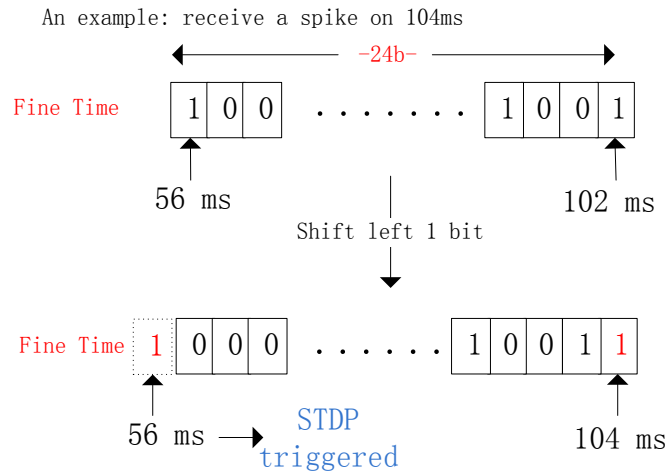 An example: receive a spike on 104ms
-24b-
Fine Time 1 0 0 . . . . . . . 1 0 0 1
56 ms 102 ms
Shift left 1 bit
Fine Time 1 0 0 0 . . . . . . 1 0 0 1 1
56 ms STDP 104 ms
triggered